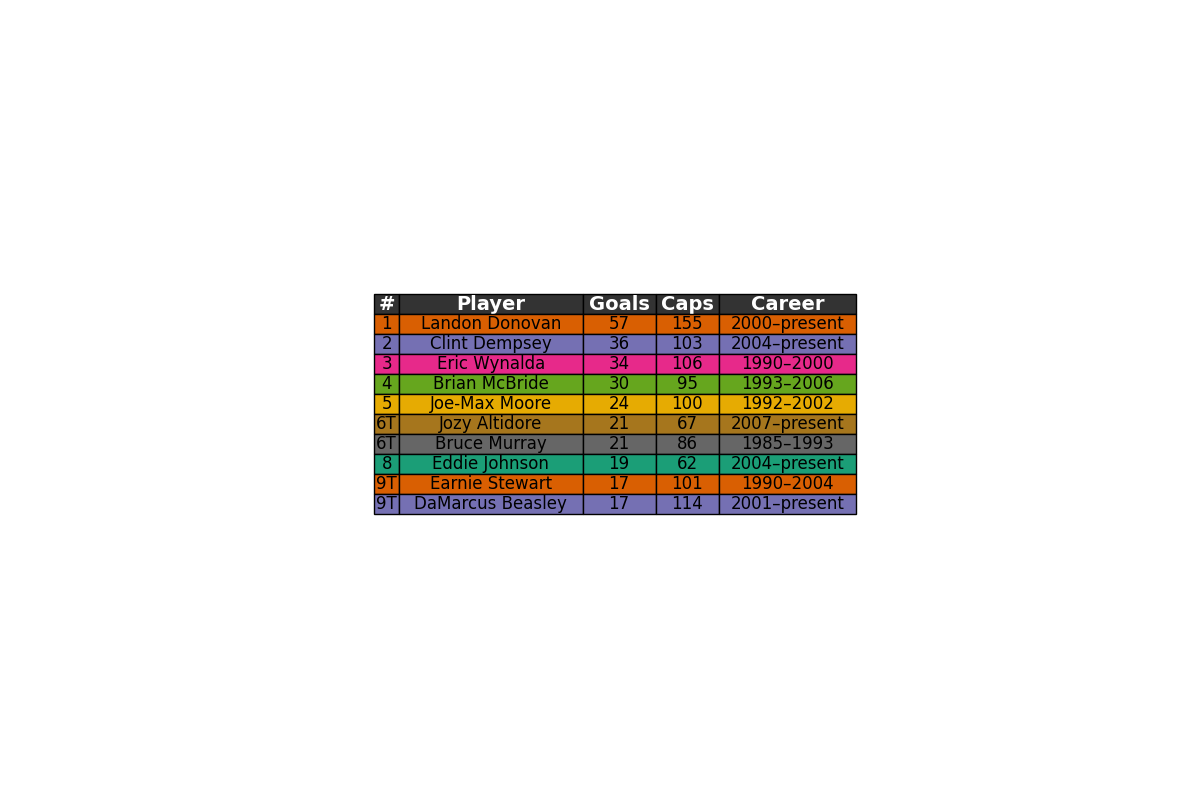 # Player Goals Caps Career
1 Landon Donovan 57 155 2000–present
2 Clint Dempsey 36 103 2004–present
3 Eric Wynalda 34 106 1990–2000
4 Brian McBride 30 95 1993–2006
5 Joe-Max Moore 24 100 1992–2002
6T Jozy Altidore 21 67 2007–present
6T Bruce Murray 21 86 1985–1993
8 Eddie Johnson 19 62 2004–present
9T Earnie Stewart 17 101 1990–2004
9T DaMarcus Beasley 17 114 2001–present